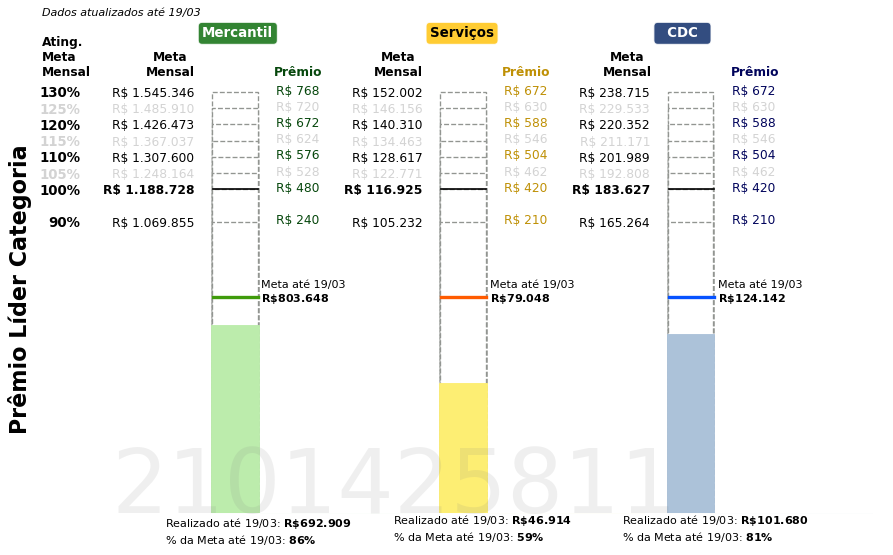 Dados atualizados até 19/03
Mercantil Serviços CDC
Ating. Meta Mensal
Meta Mensal Prêmio Meta Mensal Prêmio Meta Mensal Prêmio
130% R$ 1.545.346 R$ 768 R$ 152.002 R$ 672 R$ 238.715 R$ 672
125% R$ 1.485.910 R$ 720 R$ 146.156 R$ 630 R$ 229.533 R$ 630
120% R$ 1.426.473 R$ 672 R$ 140.310 R$ 588 R$ 220.352 R$ 588
115% R$ 1.367.037 R$ 624 R$ 134.463 R$ 546 R$ 211.171 R$ 546
110% R$ 1.307.600 R$ 576 R$ 128.617 R$ 504 R$ 201.989 R$ 504
105% R$ 1.248.164 R$ 528 R$ 122.771 R$ 462 R$ 192.808 R$ 462
100% R$ 1.188.728 R$ 480 R$ 116.925 R$ 420 R$ 183.627 R$ 420
90% R$ 1.069.855 R$ 240 R$ 105.232 R$ 210 R$ 165.264 R$ 210
Prêmio Líder Categoria
Meta até 19/03 Meta até 19/03 Meta até 19/03
R$803.648 R$79.048 R$124.142
2101425811
Realizado até 19/03: R$692.909 Realizado até 19/03: R$46.914 Realizado até 19/03: R$101.680
% da Meta até 19/03: 86% % da Meta até 19/03: 59% % da Meta até 19/03: 81%